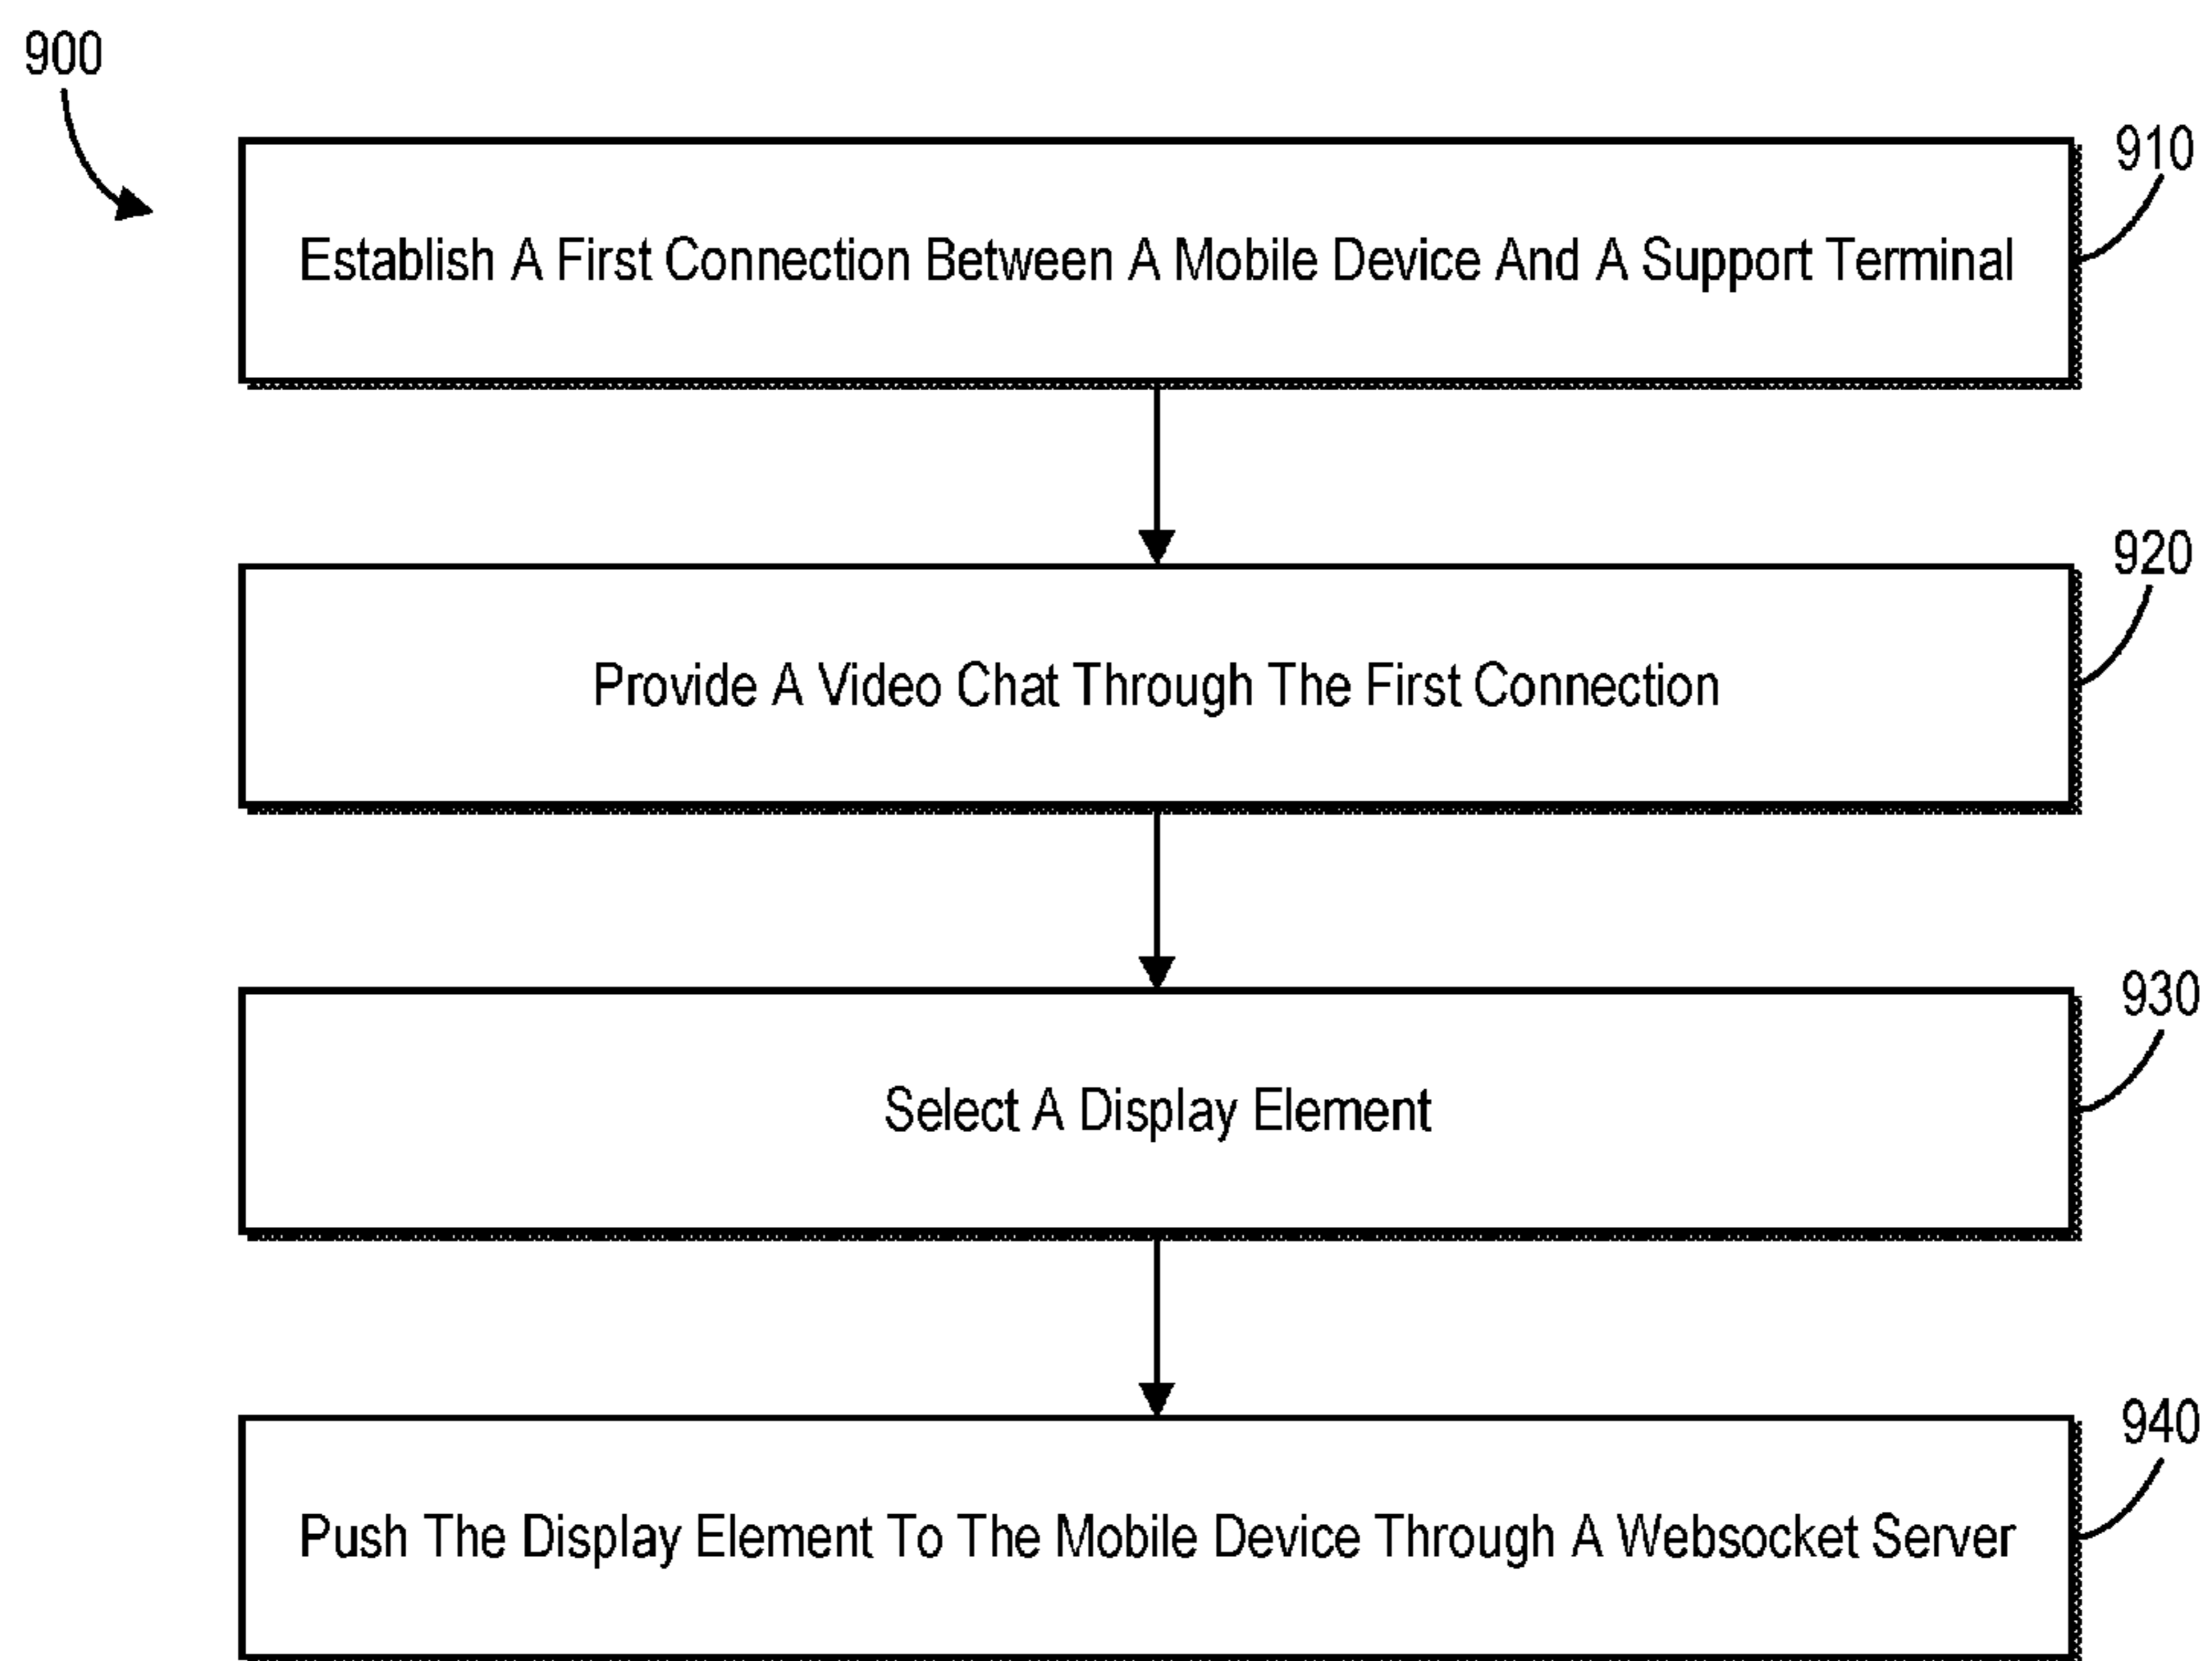 900
910
Establish A First Connection Between A Mobile Device And A Support Terminal
920
Provide A Video Chat Through The First Connection
930
Select A Display Element
940
Push The Display Element To The Mobile Device Through A Websocket Server